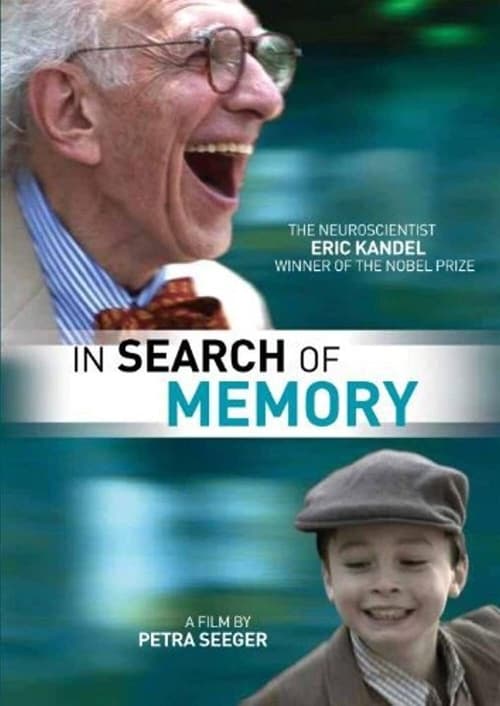 THE NEUROSCIENTIST
ERIC KANDEL
WINNER OF THE NOBEL PRIZE
IN SEARCH OF
MEMORY
A FILM BY
PETRA SEEGER